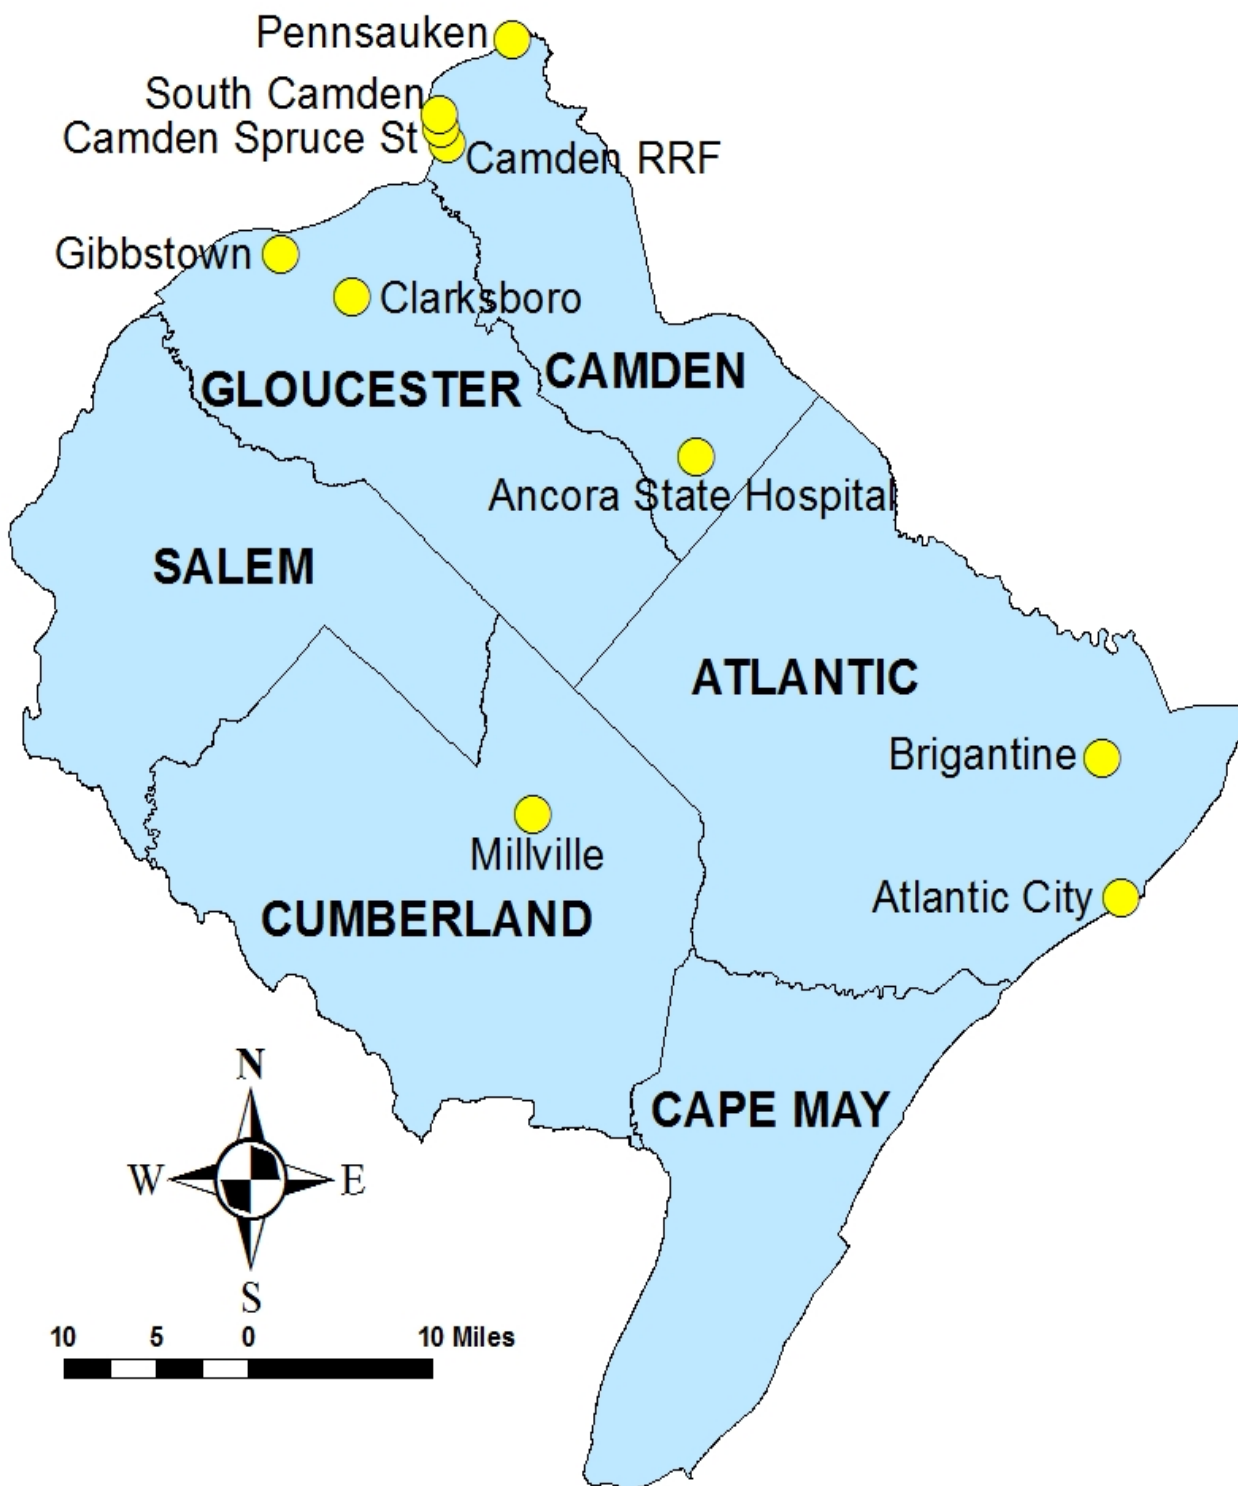 Pennsauken
South Camden
Camden Spruce St
Camden RRF
Gibbstown
Clarksboro
CAMDEN
GLOUCESTER
Ancora State Hospital
SALEM
ATLANTIC
Brigantine
Millville
Atlantic City
CUMBERLAND
N
CAPE MAY
W E
S
10 5 0 10 Miles